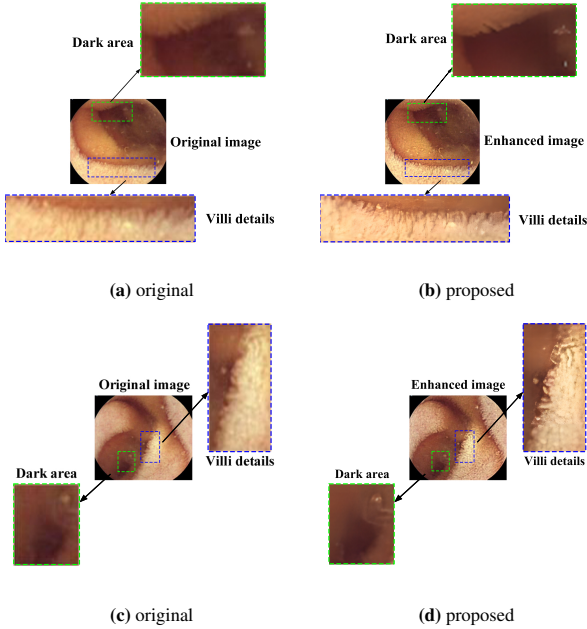 Dark area
Original image
Villi details
Dark area
Enhanced image
Villi details
(a) original
(b) proposed
Original image
Villi details
Dark area
Enhanced image
Villi details
Dark area
(c) original
(d) proposed